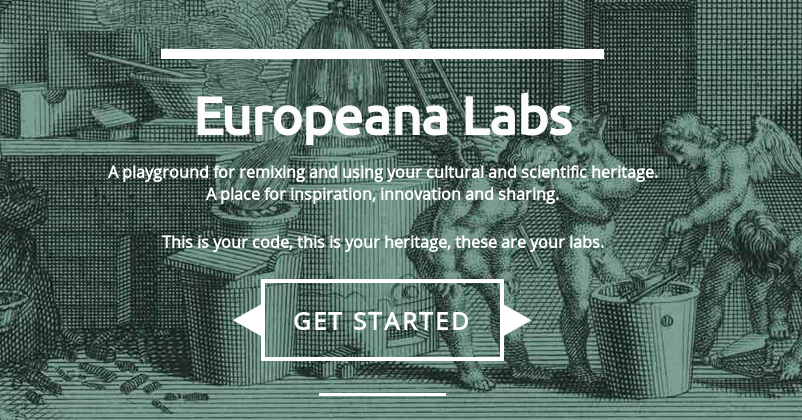 Europeana Labs
A playground for remixing and using your cultural and scientific heritage.
A place for inspiration, innovation and sharing.
This is your code, this is your heritage, these are your labs.
GET STARTED